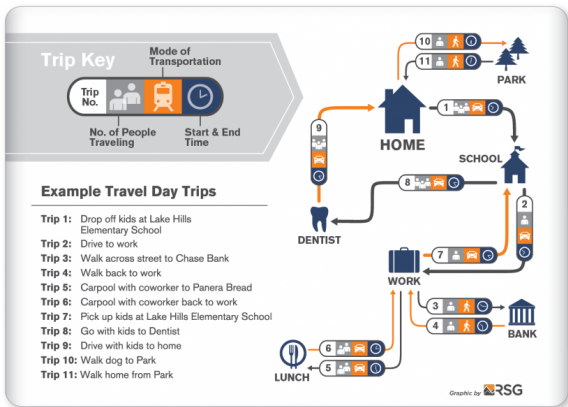 Trip Key
Mode of
Transportation
Trip
No.
No. of People
Traveling
Start & End
Time
Example Travel Day Trips
Trip 1: Drop off kids at Lake Hills
Elementary School
Trip 2: Drive to work
Trip 3: Walk across street to Chase Bank
Trip 4: Walk back to work
Trip 5: Carpool with coworker to Panera Bread
Trip 6: Carpool with coworker back to work
Trip 7: Pick up kids at Lake Hills Elementary School
Trip 8: Go with kids to Dentist
Trip 9: Drive with kids to home
Trip 10: Walk dog to Park
Trip 11: Walk home from Park
10
11
PARK
1
HOME
9
SCHOOL
8
2
DENTIST
7
WORK
3
4
BANK
6
5
LUNCH
Graphic by RSG